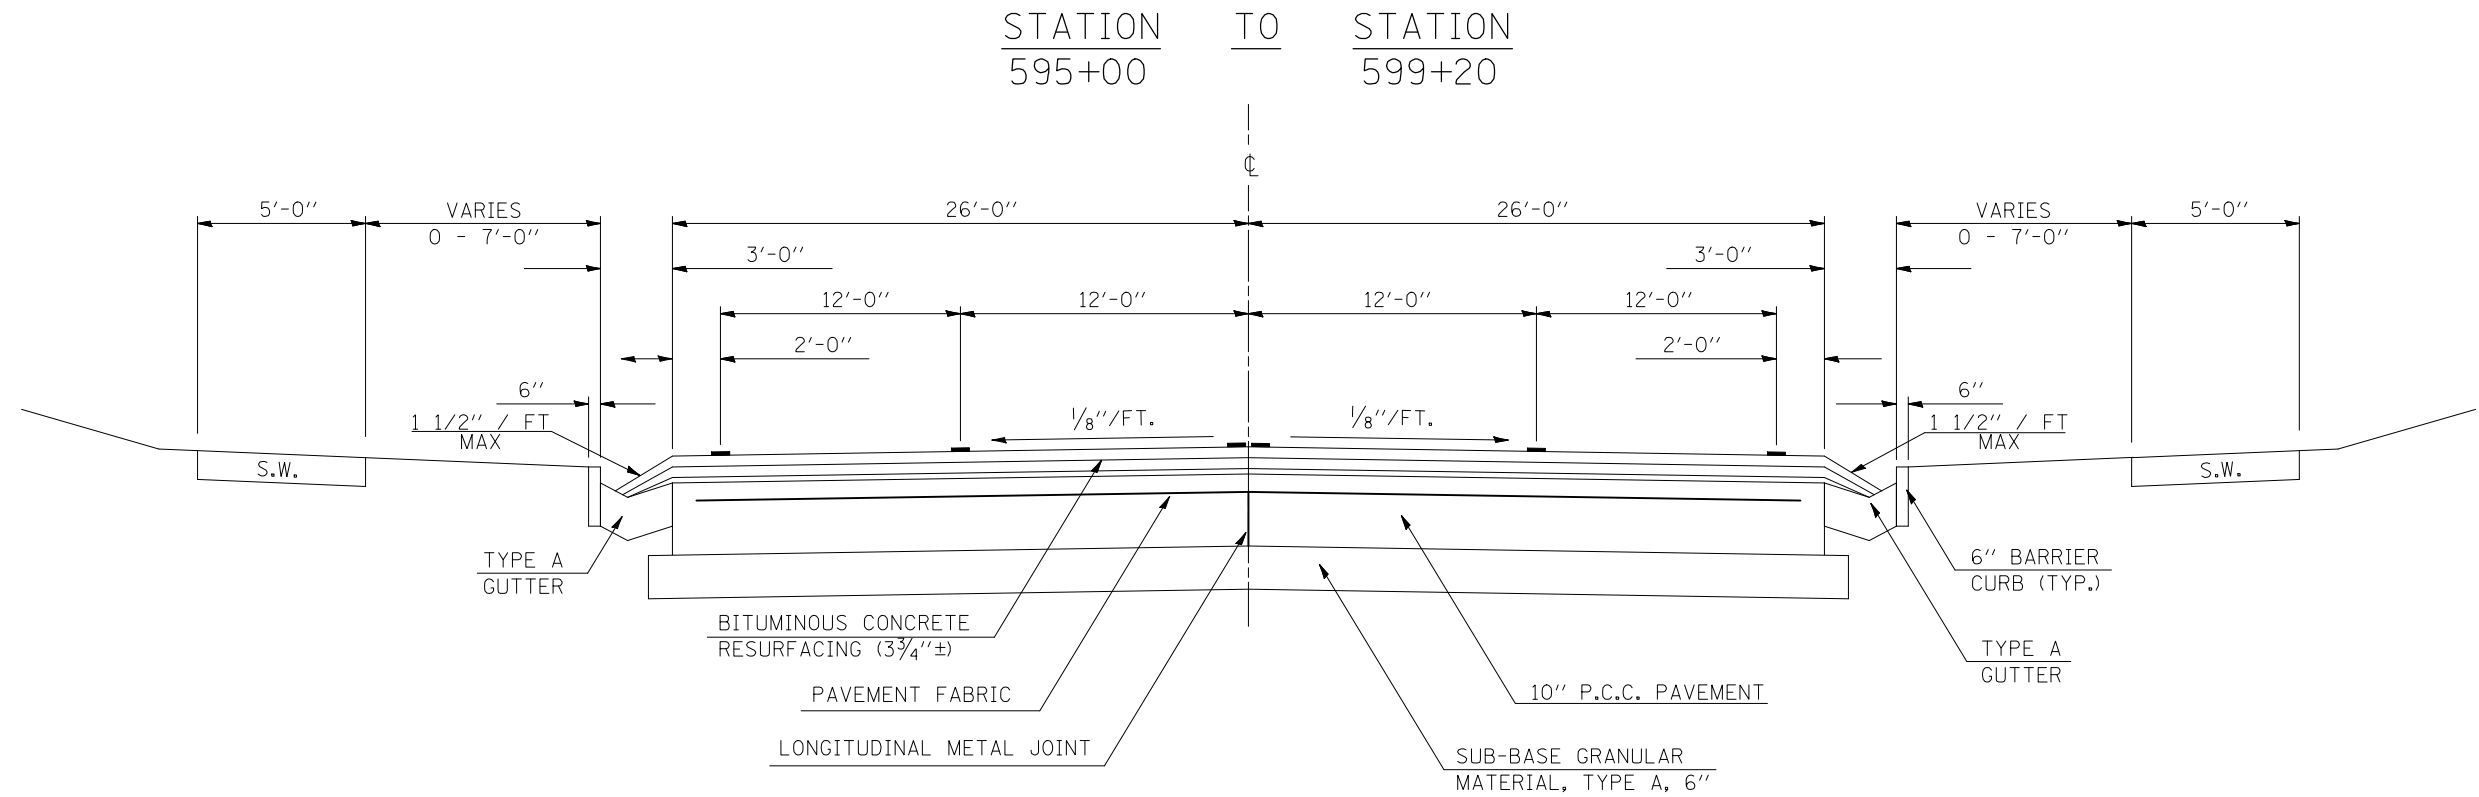 STATION TO STATION
595+00 599+20
℄
5'-0" VARIES 26'-0" 26'-0" VARIES 5'-0"
0 - 7'-0" 0 - 7'-0"
3'-0" 3'-0"
12'-0" 12'-0" 12'-0" 12'-0"
2'-0" 2'-0"
6" 6"
1 1/2" / FT 1/8"/FT. 1/8"/FT. 1 1/2" / FT
MAX MAX
S.W. S.W.
TYPE A
GUTTER
6" BARRIER
CURB (TYP.)
BITUMINOUS CONCRETE
RESURFACING (3 3/4"±)
TYPE A
GUTTER
PAVEMENT FABRIC
10" P.C.C. PAVEMENT
LONGITUDINAL METAL JOINT
SUB-BASE GRANULAR
MATERIAL, TYPE A, 6"